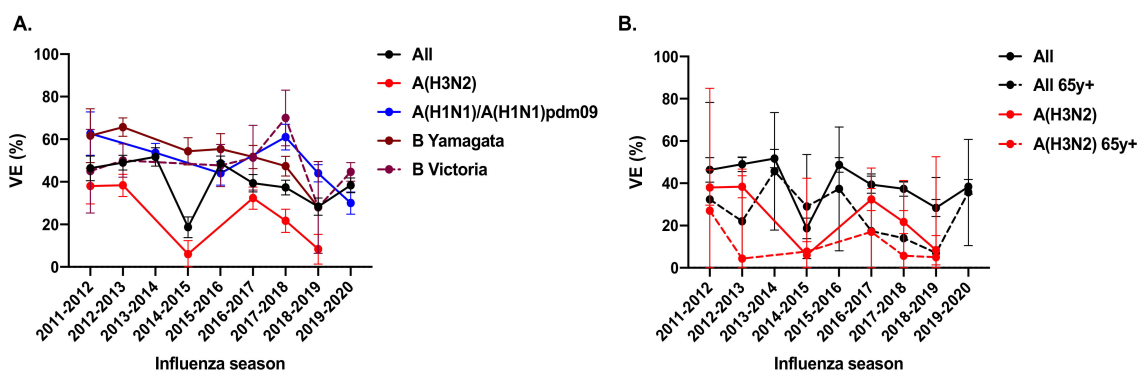 A.
VE (%)
100
80
60
40
20
0
2011-2012
2012-2013
2013-2014
2014-2015
2015-2016
2016-2017
2017-2018
2018-2019
2019-2020
Influenza season
All
A(H3N2)
A(H1N1)/A(H1N1)pdm09
B Yamagata
B Victoria
B.
VE (%)
100
80
60
40
20
0
2011-2012
2012-2013
2013-2014
2014-2015
2015-2016
2016-2017
2017-2018
2018-2019
2019-2020
Influenza season
All
All 65y+
A(H3N2)
A(H3N2) 65y+